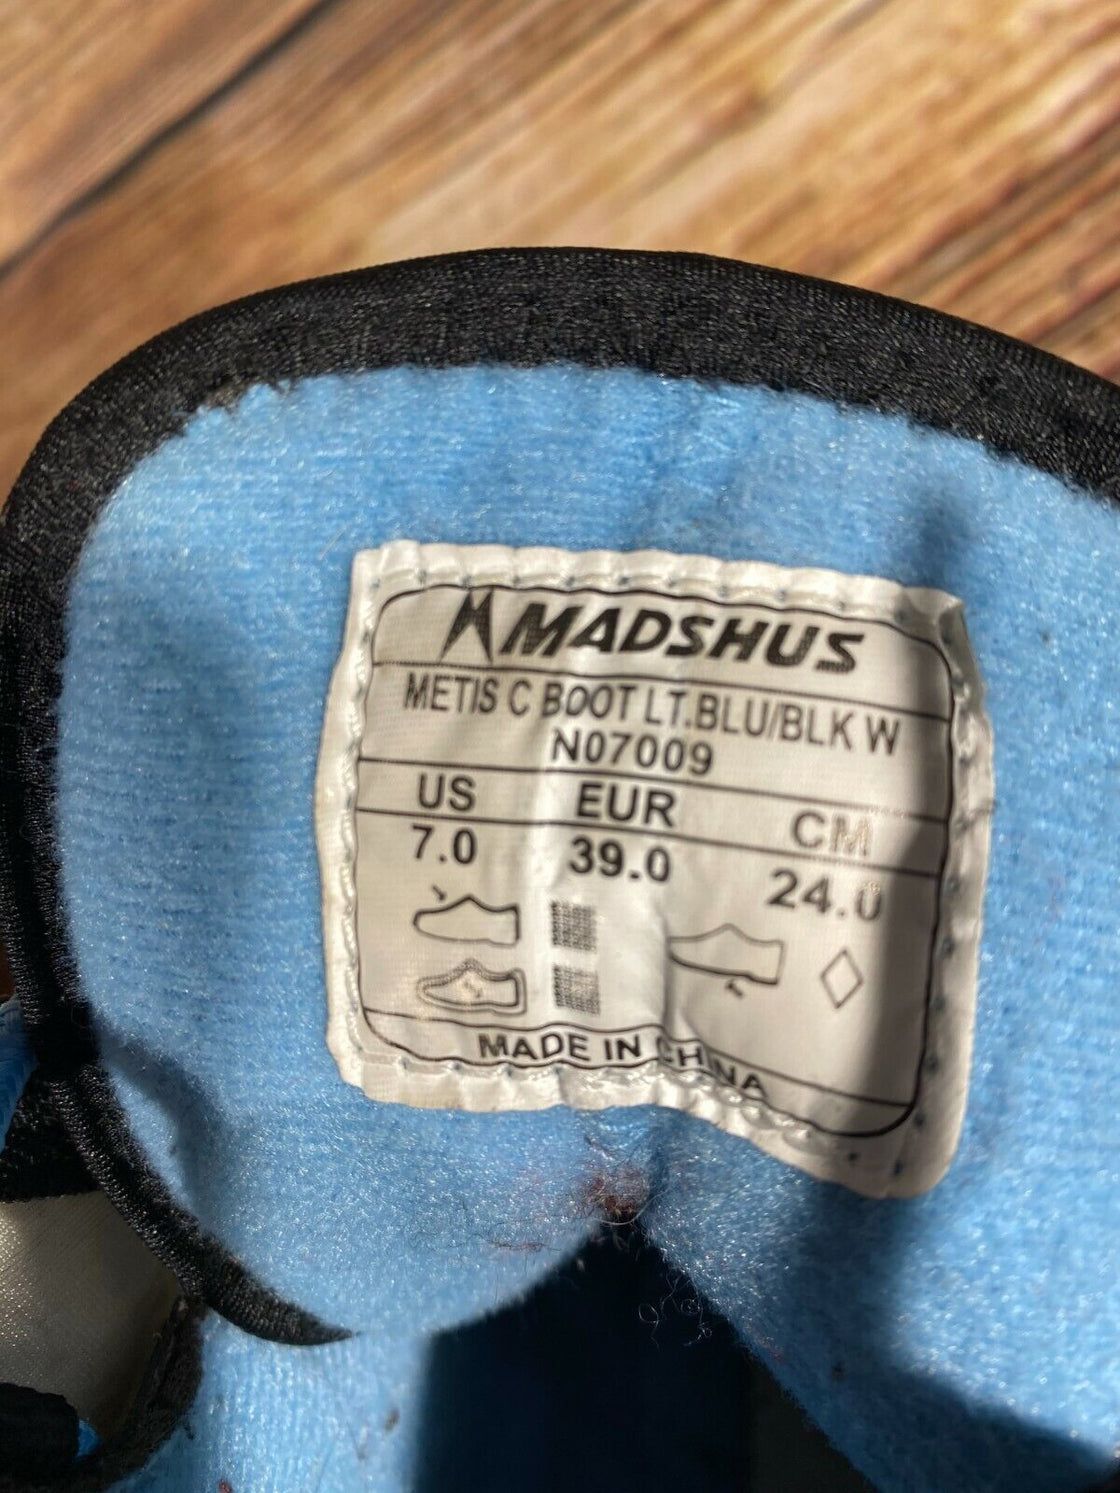 MADSHUS
METIS C BOOT LT.BLU/BLK W
N07009
US EUR CM
7.0 39.0 24.0
MADE IN CHINA